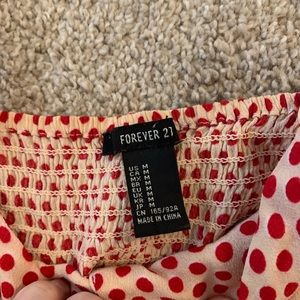 FOREVER 21
US M
CA M
MX M
BR M
EU M
UK M
KR M
JP M
CN 165/92A
MADE IN CHINA